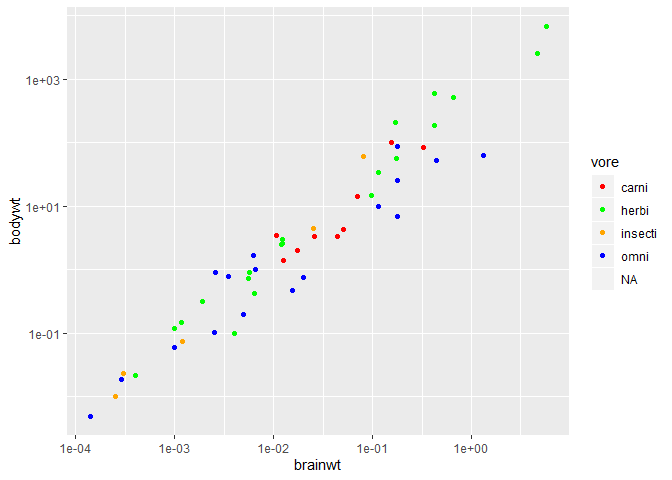 1e+03
1e+01
1e-01
bodywt
1e-04 1e-03 1e-02 1e-01 1e+00
brainwt
vore
carni
herbi
insecti
omni
NA